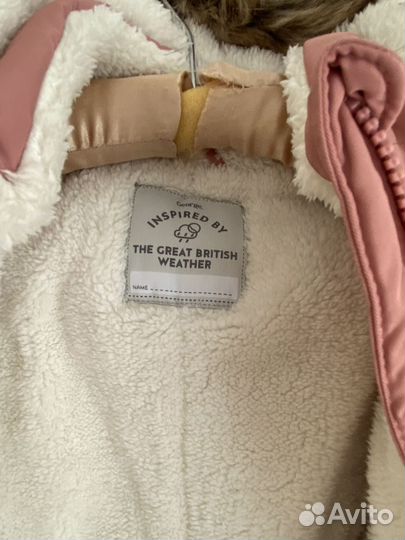 George.
INSPIRED BY
THE GREAT BRITISH
WEATHER
NAME
Avito